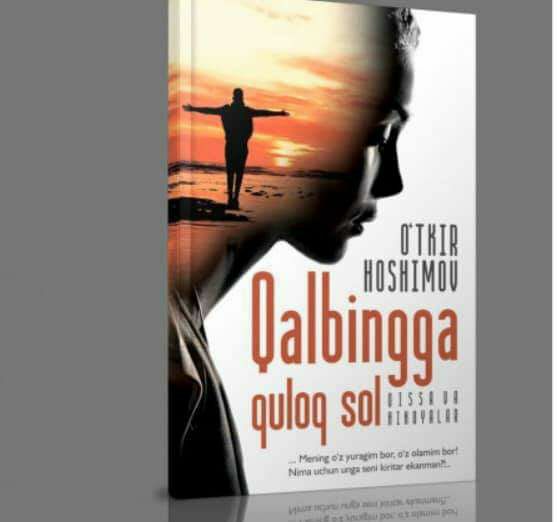 O'TKIR
HOSHIMOV
Qalbingga
quloq sol
QISSA VA
HIKOYALAR
... Mening o'z yuragim bor, o'z olamim bor!
Nima uchun unga seni kiritar ekanman?!..